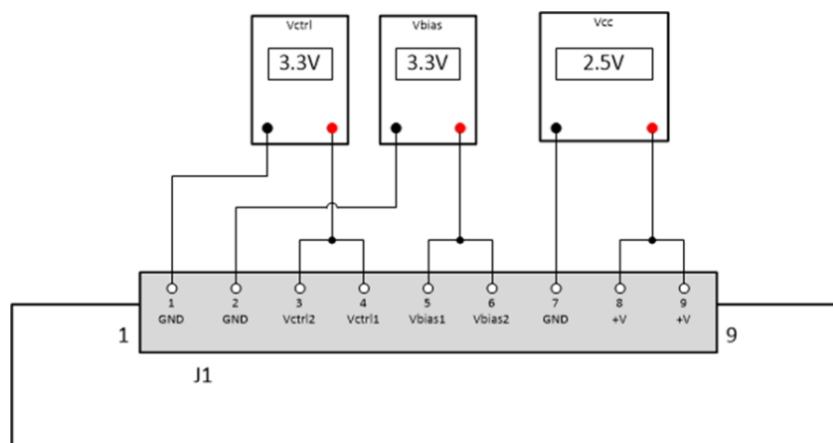 Vctrl
Vbias
Vcc
3.3V
3.3V
2.5V
1 2 3 4 5 6 7 8 9
GND GND Vctrl2 Vctrl1 Vbias1 Vbias2 GND +V +V
1
9
J1